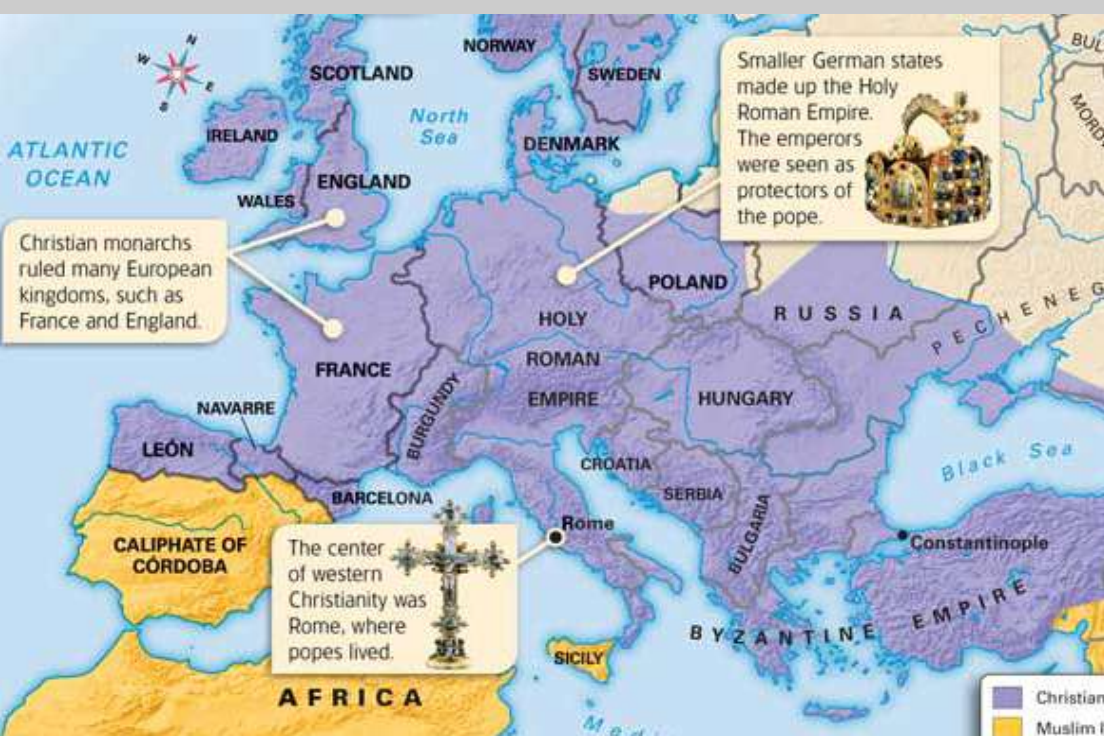 N
W
E
S
SCOTLAND
NORWAY
SWEDEN
North
Sea
IRELAND
DENMARK
ATLANTIC
OCEAN
ENGLAND
WALES
Smaller German states
made up the Holy
Roman Empire.
The emperors
were seen as
protectors of
the pope.
Christian monarchs
ruled many European
kingdoms, such as
France and England.
POLAND
RUSSIA
PECHENEG
HOLY
ROMAN
EMPIRE
FRANCE
BURGUNDY
HUNGARY
NAVARRE
LEÓN
BARCELONA
CROATIA
SERBIA
BULGARIA
Black Sea
Rome
Constantinople
CALIPHATE OF
CÓRDOBA
The center
of western
Christianity was
Rome, where
popes lived.
BYZANTINE EMPIRE
SICILY
AFRICA
Christian
Muslim